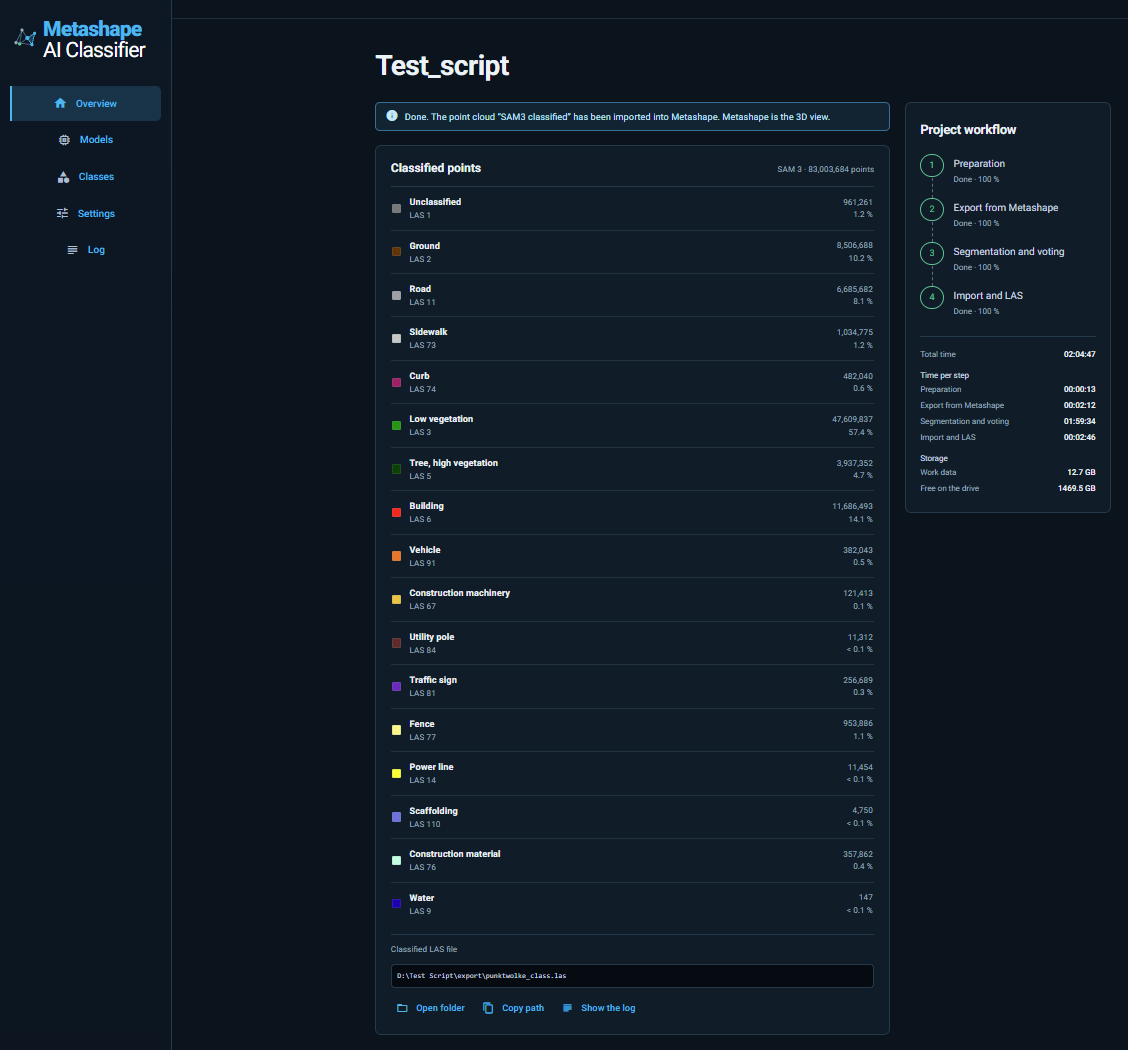 Metashape
AI Classifier
Overview
Models
Classes
Settings
Log
Test_script
Done. The point cloud “SAM3 classified” has been imported into Metashape. Metashape is the 3D view.
Classified points
SAM 3 · 83,003,684 points
Unclassified
961,261
LAS 1
1.2 %
Ground
8,506,688
LAS 2
10.2 %
Road
6,685,682
LAS 11
8.1 %
Sidewalk
1,034,775
LAS 73
1.2 %
Curb
482,040
LAS 74
0.6 %
Low vegetation
47,609,837
LAS 3
57.4 %
Tree, high vegetation
3,937,352
LAS 5
4.7 %
Building
11,686,493
LAS 6
14.1 %
Vehicle
382,043
LAS 91
0.5 %
Construction machinery
121,413
LAS 67
0.1 %
Utility pole
11,312
LAS 84
< 0.1 %
Traffic sign
256,689
LAS 81
0.3 %
Fence
953,886
LAS 77
1.1 %
Power line
11,454
LAS 14
< 0.1 %
Scaffolding
4,750
LAS 110
< 0.1 %
Construction material
357,862
LAS 76
0.4 %
Water
147
LAS 9
< 0.1 %
Classified LAS file
D:\Test Script\export\punktwolke_class.las
Open folder
Copy path
Show the log
Project workflow
1
Preparation
Done · 100 %
2
Export from Metashape
Done · 100 %
3
Segmentation and voting
Done · 100 %
4
Import and LAS
Done · 100 %
Total time 02:04:47
Time per step
Preparation 00:00:13
Export from Metashape 00:02:12
Segmentation and voting 01:59:34
Import and LAS 00:02:46
Storage
Work data 12.7 GB
Free on the drive 1469.5 GB